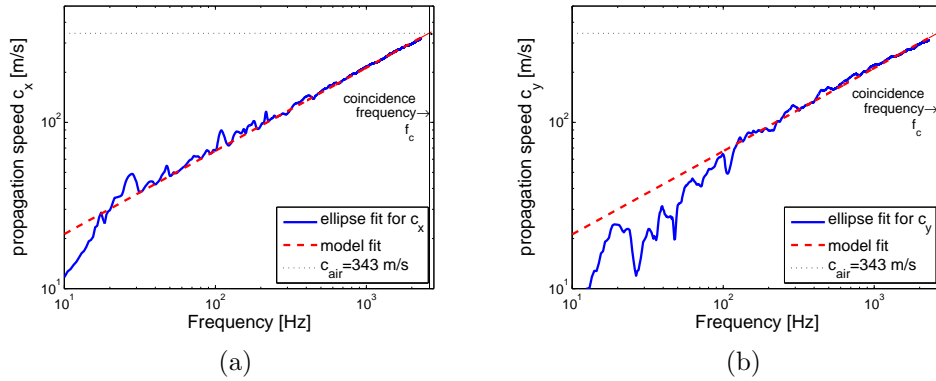 propagation speed c_x [m/s]
10^2
10^1
10^1
10^2
10^3
Frequency [Hz]
coincidence
frequency→
f_c
ellipse fit for c_x
model fit
c_air=343 m/s
(a)
propagation speed c_y [m/s]
10^2
10^1
10^1
10^2
10^3
Frequency [Hz]
coincidence
frequency→
f_c
ellipse fit for c_y
model fit
c_air=343 m/s
(b)